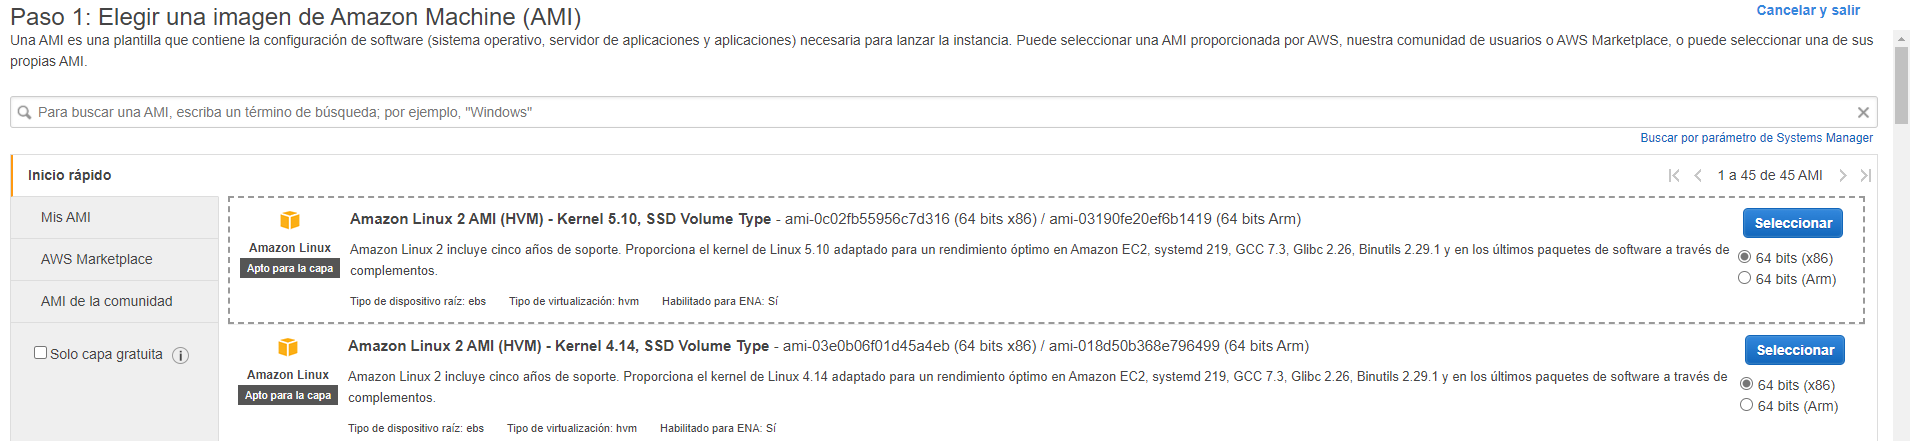 Paso 1: Elegir una imagen de Amazon Machine (AMI)
Cancelar y salir
Una AMI es una plantilla que contiene la configuración de software (sistema operativo, servidor de aplicaciones y aplicaciones) necesaria para lanzar la instancia. Puede seleccionar una AMI proporcionada por AWS, nuestra comunidad de usuarios o AWS Marketplace, o puede seleccionar una de sus
propias AMI.
Para buscar una AMI, escriba un término de búsqueda; por ejemplo, "Windows"
Buscar por parámetro de Systems Manager
Inicio rápido
1 a 45 de 45 AMI
Mis AMI
AWS Marketplace
AMI de la comunidad
Solo capa gratuita
Amazon Linux
Apto para la capa
Amazon Linux 2 AMI (HVM) - Kernel 5.10, SSD Volume Type - ami-0c02fb55956c7d316 (64 bits x86) / ami-03190fe20ef6b1419 (64 bits Arm)
Amazon Linux 2 incluye cinco años de soporte. Proporciona el kernel de Linux 5.10 adaptado para un rendimiento óptimo en Amazon EC2, systemd 219, GCC 7.3, Glibc 2.26, Binutils 2.29.1 y en los últimos paquetes de software a través de
complementos.
Tipo de dispositivo raíz: ebs Tipo de virtualización: hvm Habilitado para ENA: Sí
Seleccionar
64 bits (x86)
64 bits (Arm)
Amazon Linux
Apto para la capa
Amazon Linux 2 AMI (HVM) - Kernel 4.14, SSD Volume Type - ami-03e0b06f01d45a4eb (64 bits x86) / ami-018d50b368e796499 (64 bits Arm)
Amazon Linux 2 incluye cinco años de soporte. Proporciona el kernel de Linux 4.14 adaptado para un rendimiento óptimo en Amazon EC2, systemd 219, GCC 7.3, Glibc 2.26, Binutils 2.29.1 y en los últimos paquetes de software a través de
complementos.
Tipo de dispositivo raíz: ebs Tipo de virtualización: hvm Habilitado para ENA: Sí
Seleccionar
64 bits (x86)
64 bits (Arm)